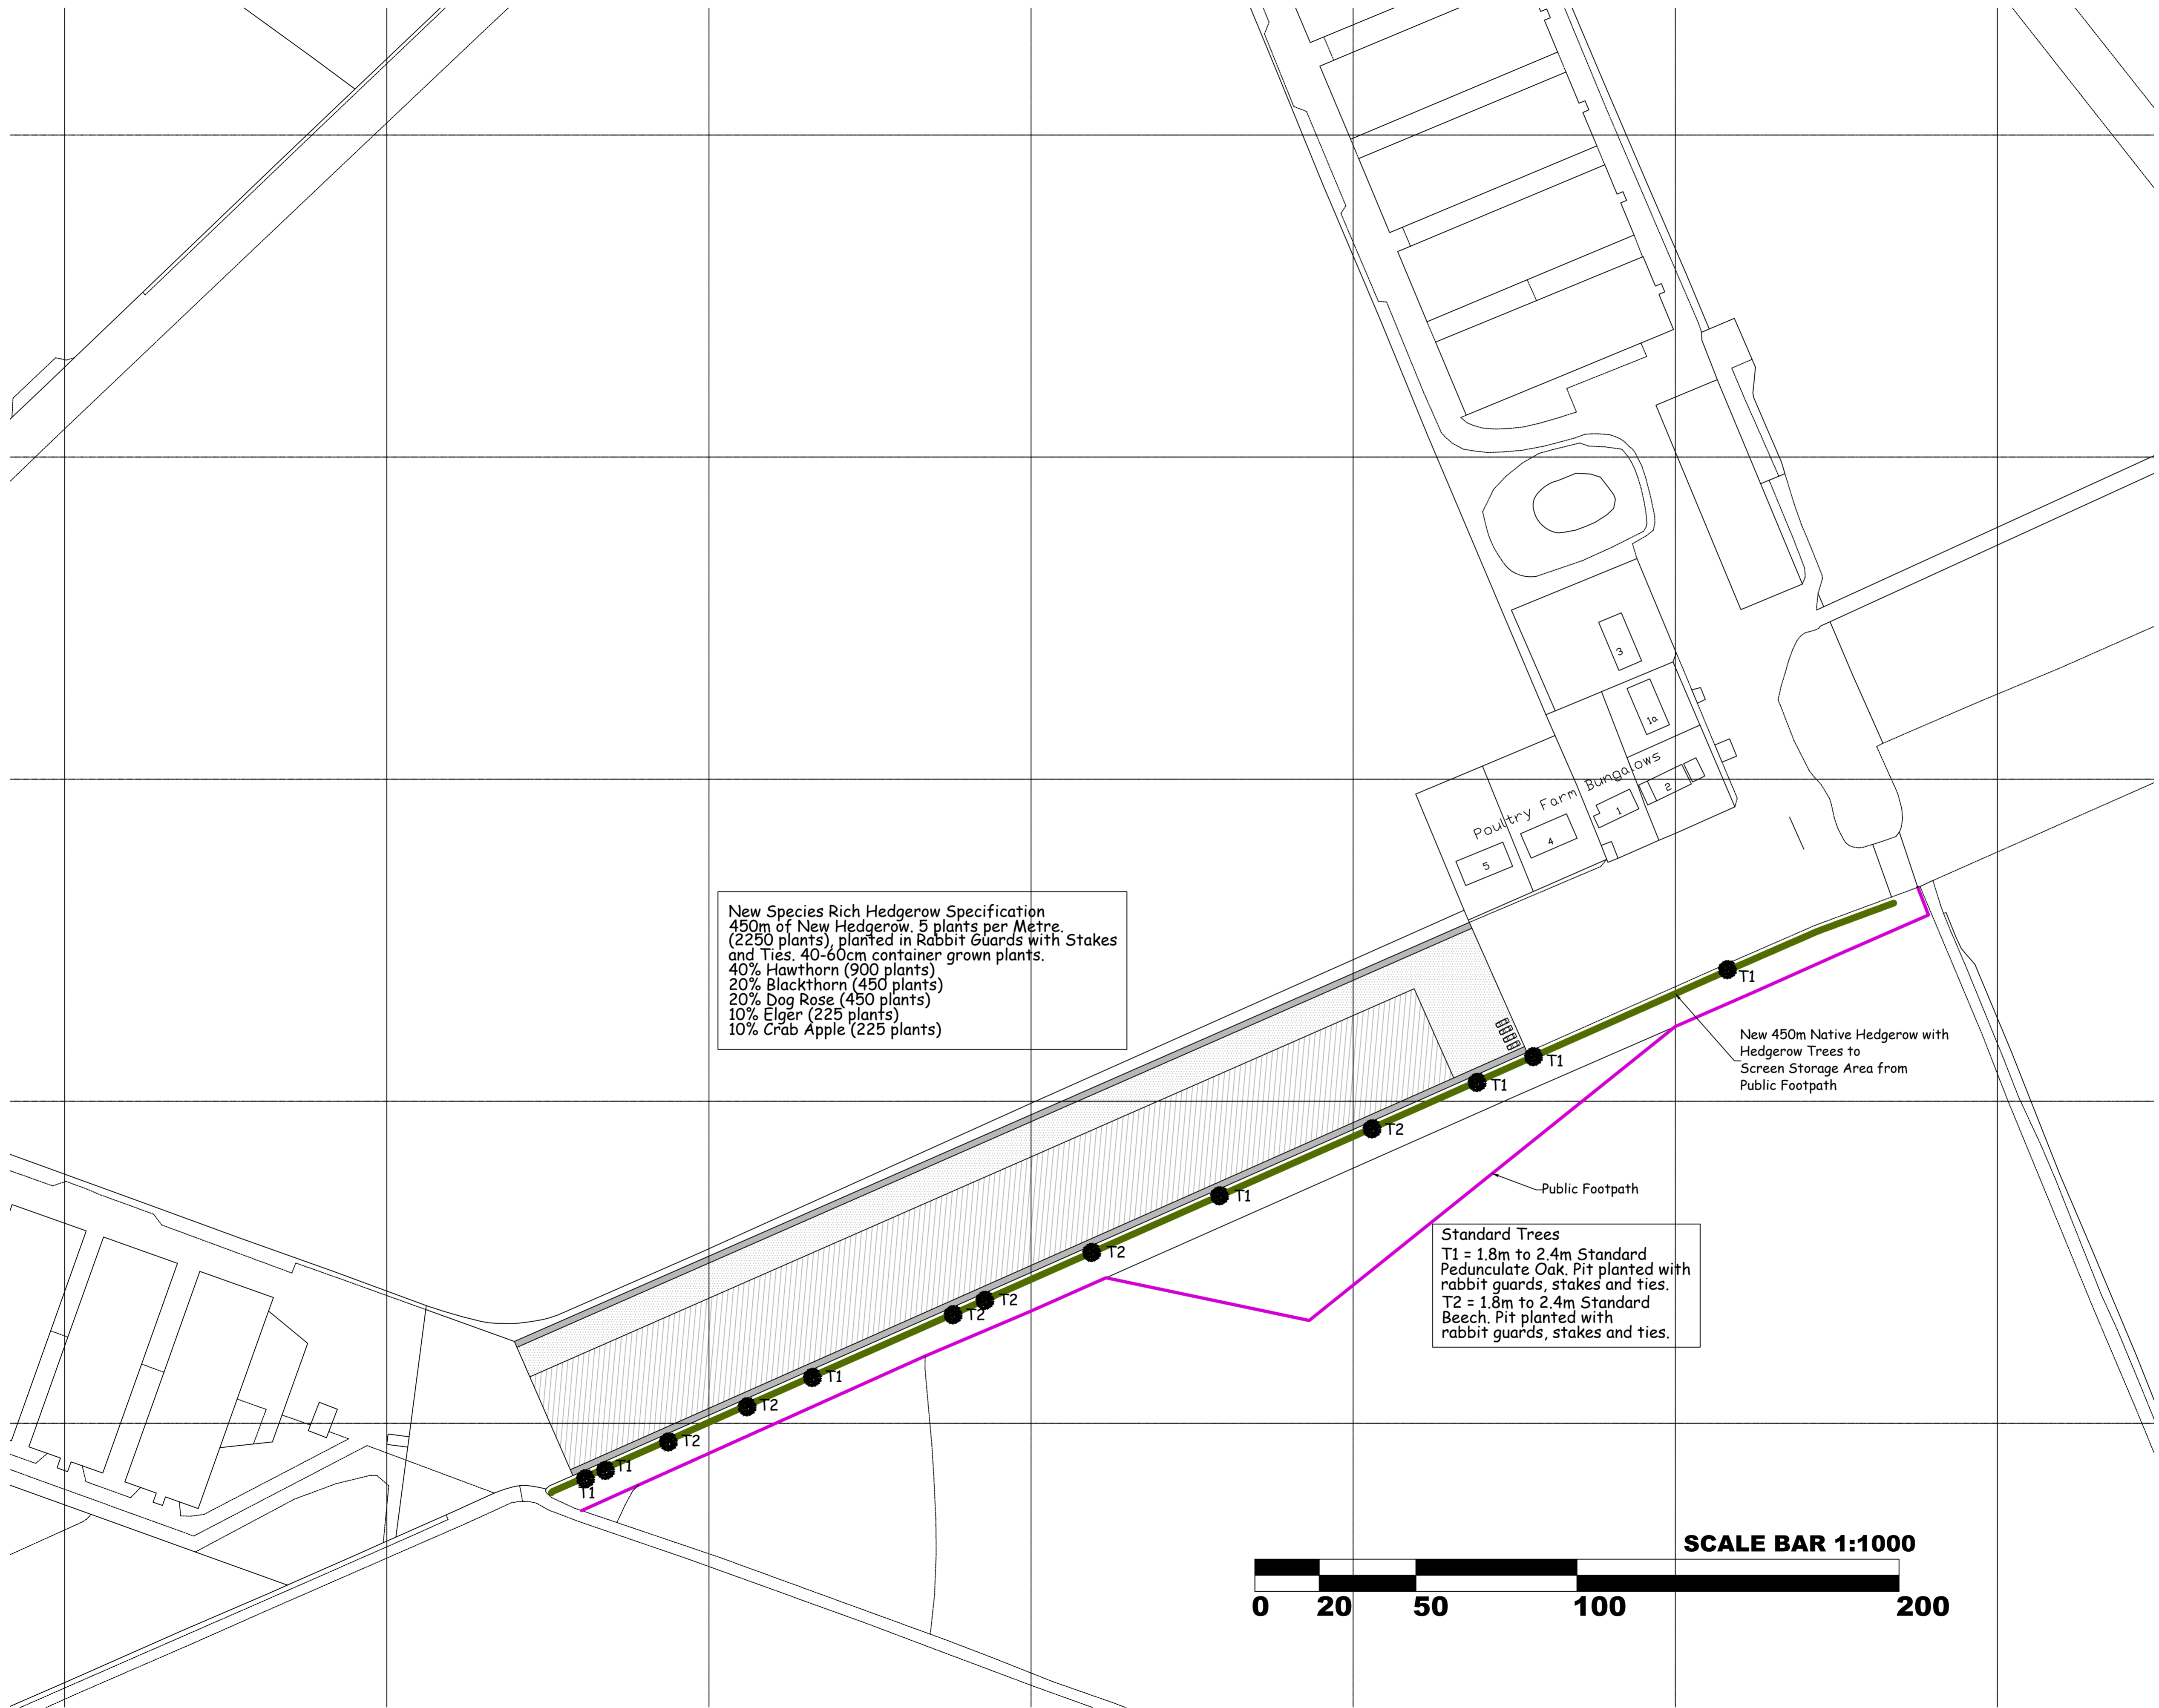 3
1a
Poultry Farm Bungalows
2
1
4
5
New Species Rich Hedgerow Specification
450m of New Hedgerow. 5 plants per Metre.
(2250 plants), planted in Rabbit Guards with Stakes
and Ties. 40-60cm container grown plants.
40% Hawthorn (900 plants)
20% Blackthorn (450 plants)
20% Dog Rose (450 plants)
10% Elger (225 plants)
10% Crab Apple (225 plants)
T1
New 450m Native Hedgerow with
Hedgerow Trees to
Screen Storage Area from
Public Footpath
T1
T1
T2
Public Footpath
T1
Standard Trees
T1 = 1.8m to 2.4m Standard
Pedunculate Oak. Pit planted with
rabbit guards, stakes and ties.
T2 = 1.8m to 2.4m Standard
Beech. Pit planted with
rabbit guards, stakes and ties.
T2
T2
T2
T1
T2
T2
T1
T1
SCALE BAR 1:1000
0 20 50 100 200